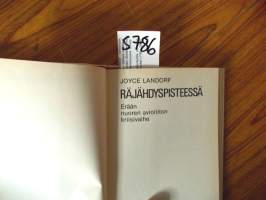 5786
JOYCE LANDORF
RÄJÄHDYSPISTEESSÄ
Erään
nuoren avioliiton
kriisivaihe